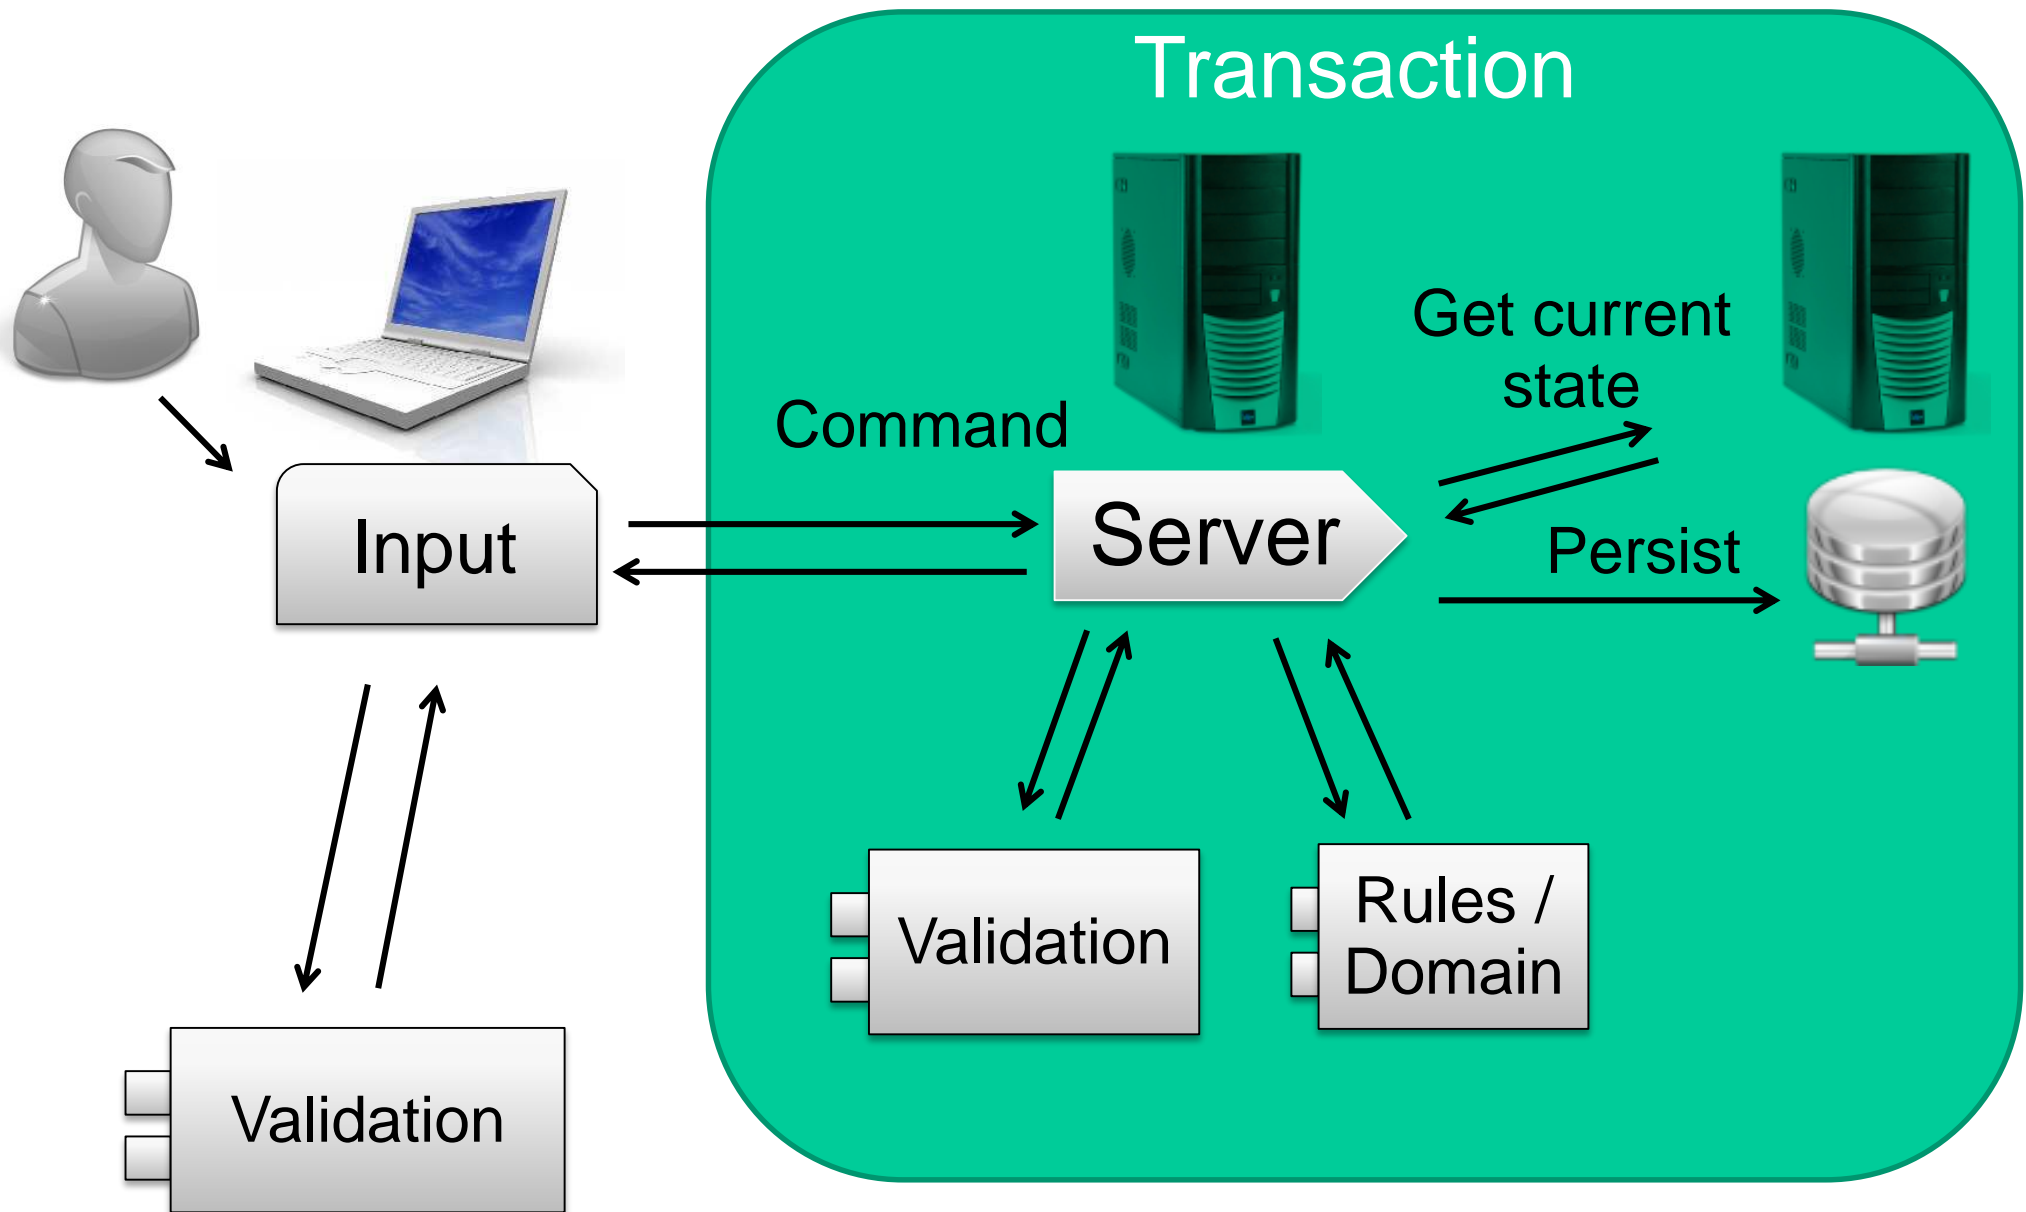 Transaction
Get current
state
Command
Input
Server
Persist
Validation
Rules /
Domain
Validation